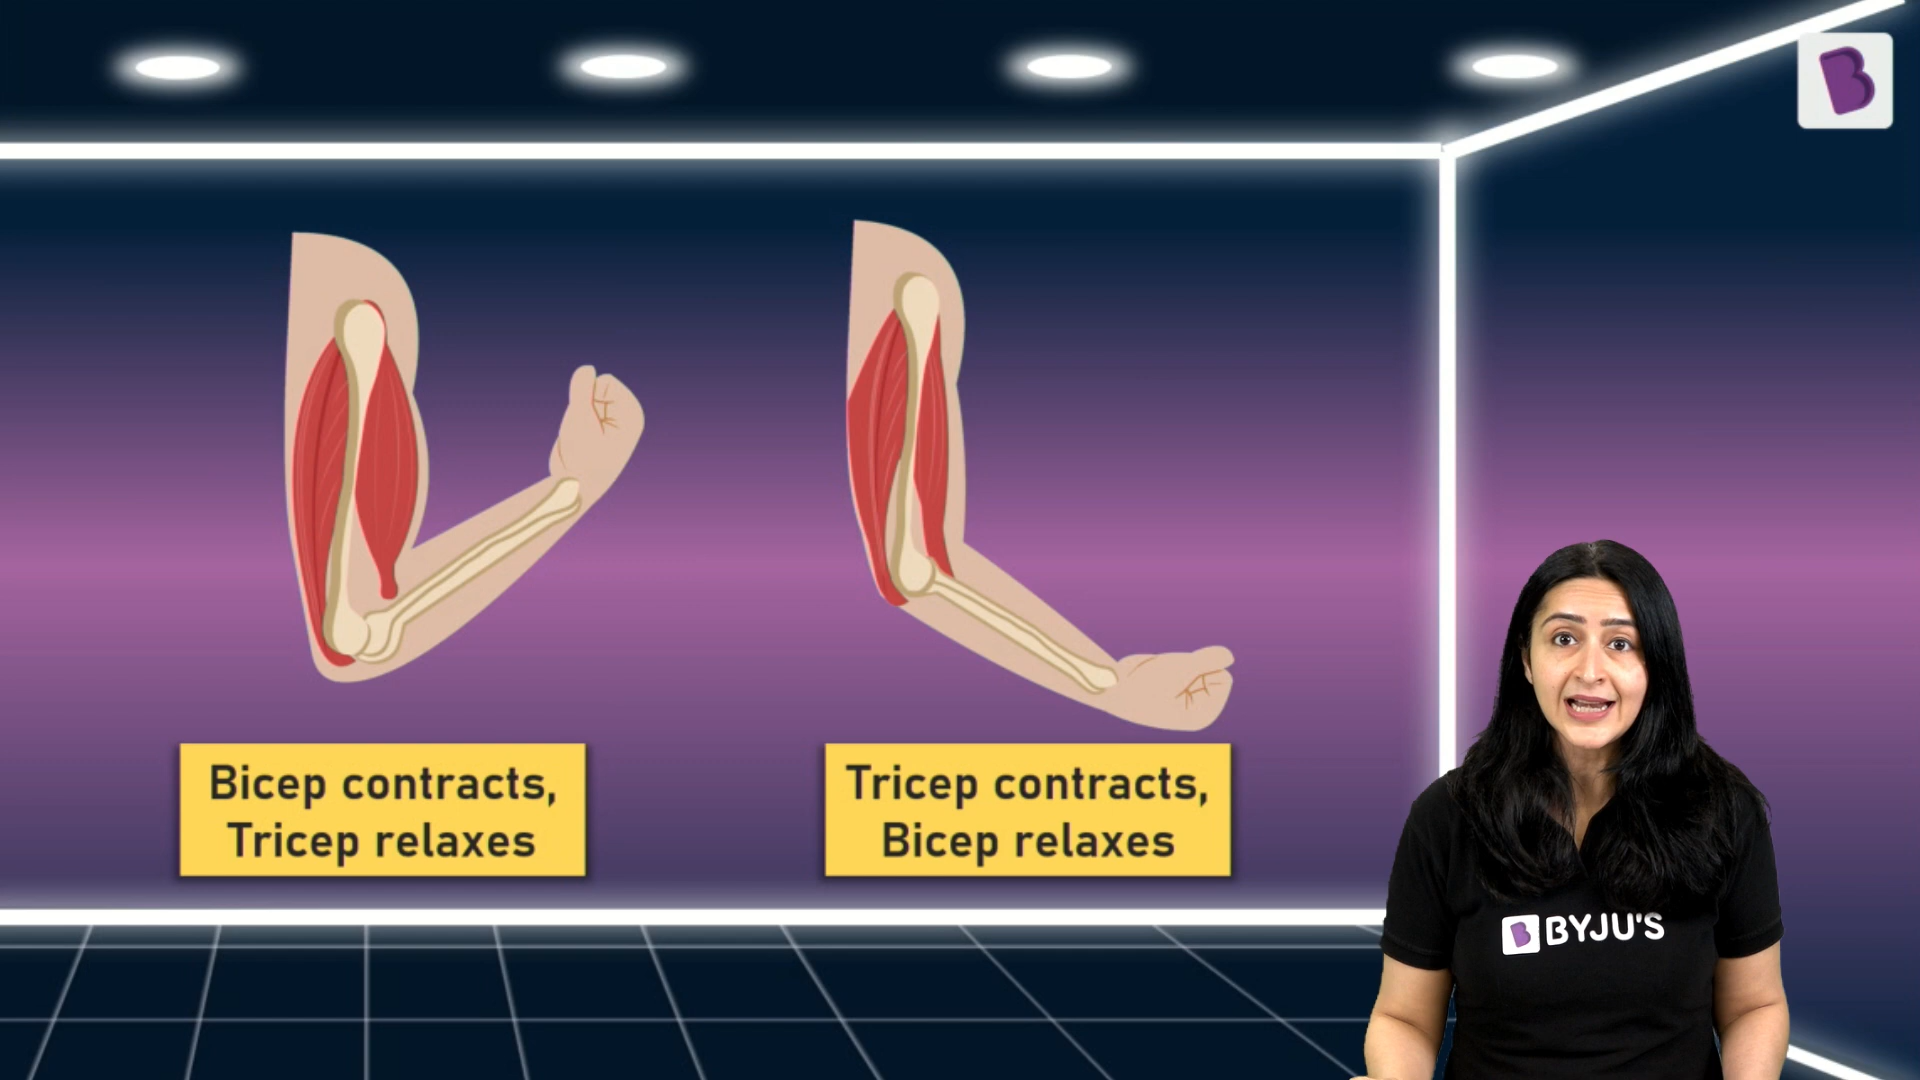 Bicep contracts,
Tricep relaxes
Tricep contracts,
Bicep relaxes
BYJU'S